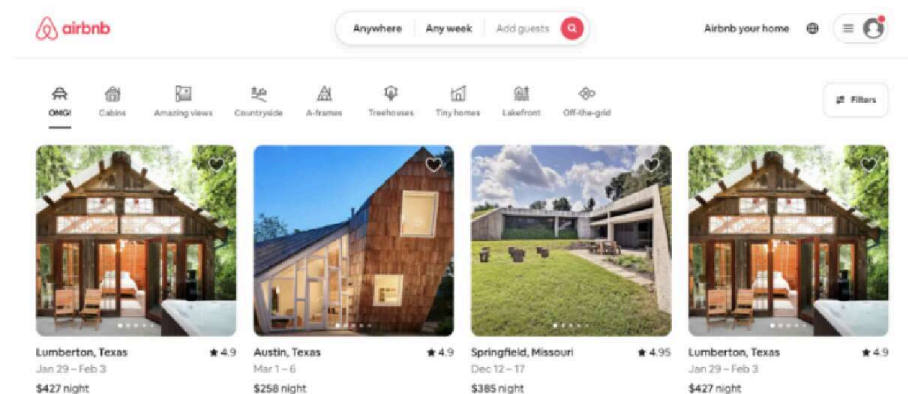 airbnb
Anywhere Any week Add guests
Airbnb your home
OMG! Cabins Amazing views Countryside A-frames Treehouses Tiny homes Lakefront Off-the-grid
Filters
Lumberton, Texas ★ 4.9
Jan 29 – Feb 3
$427 night
Austin, Texas ★ 4.9
Mar 1 – 6
$258 night
Springfield, Missouri ★ 4.95
Dec 12 – 17
$385 night
Lumberton, Texas ★ 4.9
Jan 29 – Feb 3
$427 night